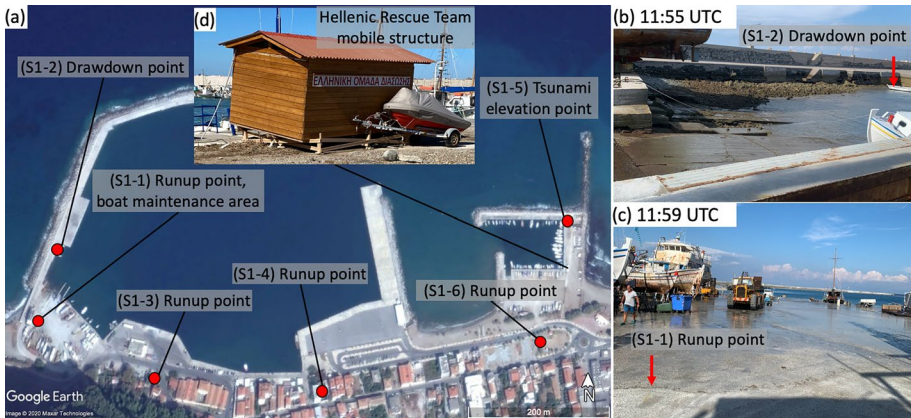 (a)
(d)
Hellenic Rescue Team
mobile structure
ΕΛΛΗΝΙΚΗ ΟΜΑΔΑ ΔΙΑΣΩΣΗΣ
(S1-2) Drawdown point
(S1-5) Tsunami
elevation point
(S1-1) Runup point,
boat maintenance area
(S1-4) Runup point
(S1-3) Runup point
(S1-6) Runup point
Google Earth
Image © 2020 Maxar Technologies
200 m
N
(b) 11:55 UTC
(S1-2) Drawdown point
(c) 11:59 UTC
(S1-1) Runup point